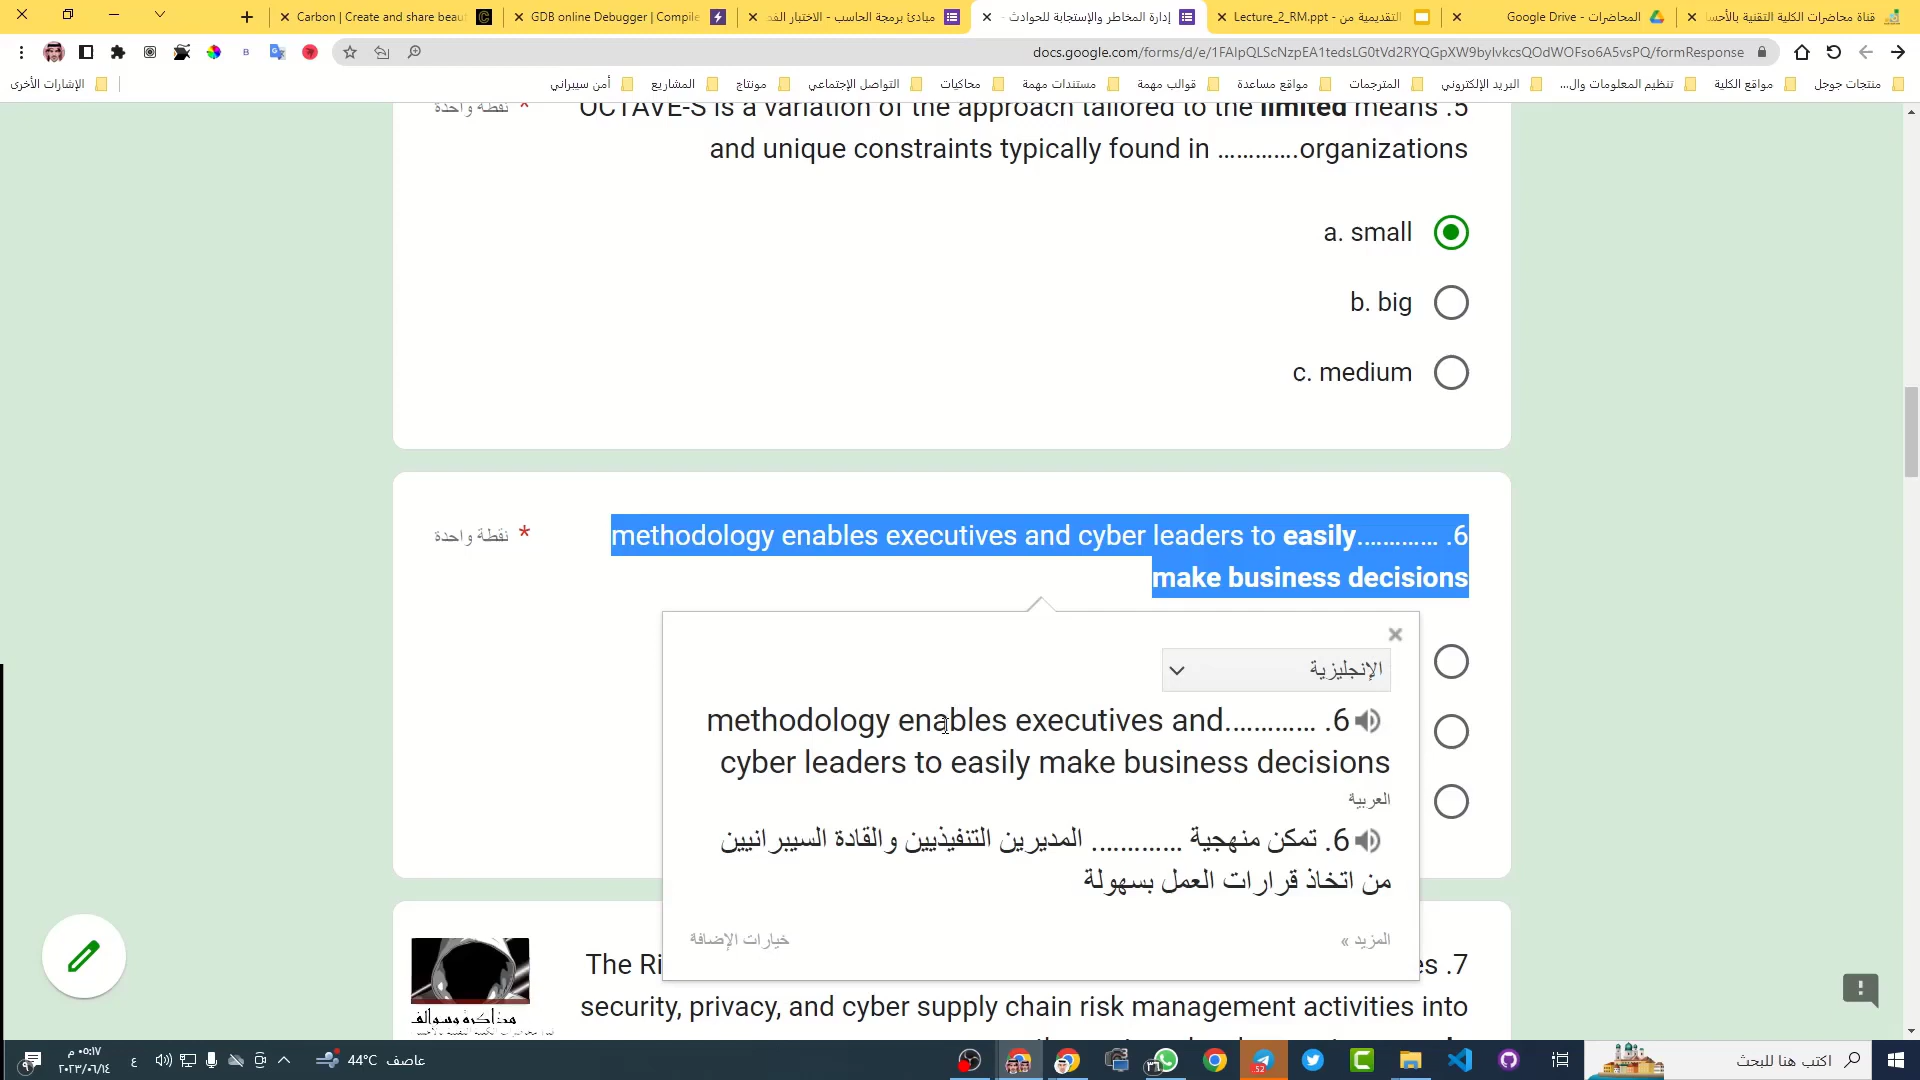 Carbon | Create and share beau
GDB online Debugger | Compile
مبادئ برمجة الحاسب - الاختبار الفد
إدارة المخاطر والإستجابة للحوادث -
Lecture_2_RM.ppt - التقديمية من
المحاضرات - Google Drive
قناة محاضرات الكلية التقنية بالأحسا
docs.google.com/forms/d/e/1FAIpQLScNzpEA1tedsLG0tVd2RYQGpXW9bylvkcsQOdWOFso6A5vsPQ/formResponse
منتجات جوجل
مواقع الكلية
تنظيم المعلومات وال...
البريد الإلكتروني
المترجمات
مواقع مساعدة
قوالب مهمة
مستندات مهمة
محاكيات
التواصل الإجتماعي
مونتاج
المشاريع
أمن سيبراني
الإشارات الأخرى
5. OCTAVE-S is a variation of the approach tailored to the limited means
and unique constraints typically found in ………….organizations
* نقطة واحدة
a. small
b. big
c. medium
6. ………….methodology enables executives and cyber leaders to easily
make business decisions
* نقطة واحدة
الإنجليزية
6. ………….methodology enables executives and
cyber leaders to easily make business decisions
العربية
6. تمكن منهجية …………. المديرين التنفيذيين والقادة السيبرانيين
من اتخاذ قرارات العمل بسهولة
المزيد »
خيارات الإضافة
7. The Ri
es
security, privacy, and cyber supply chain risk management activities into
مذاكرة وسوالف
٠٥:١٧ م
٢٠٢٣/٠٦/١٤
ع
44°C عاصف
اكتب هنا للبحث